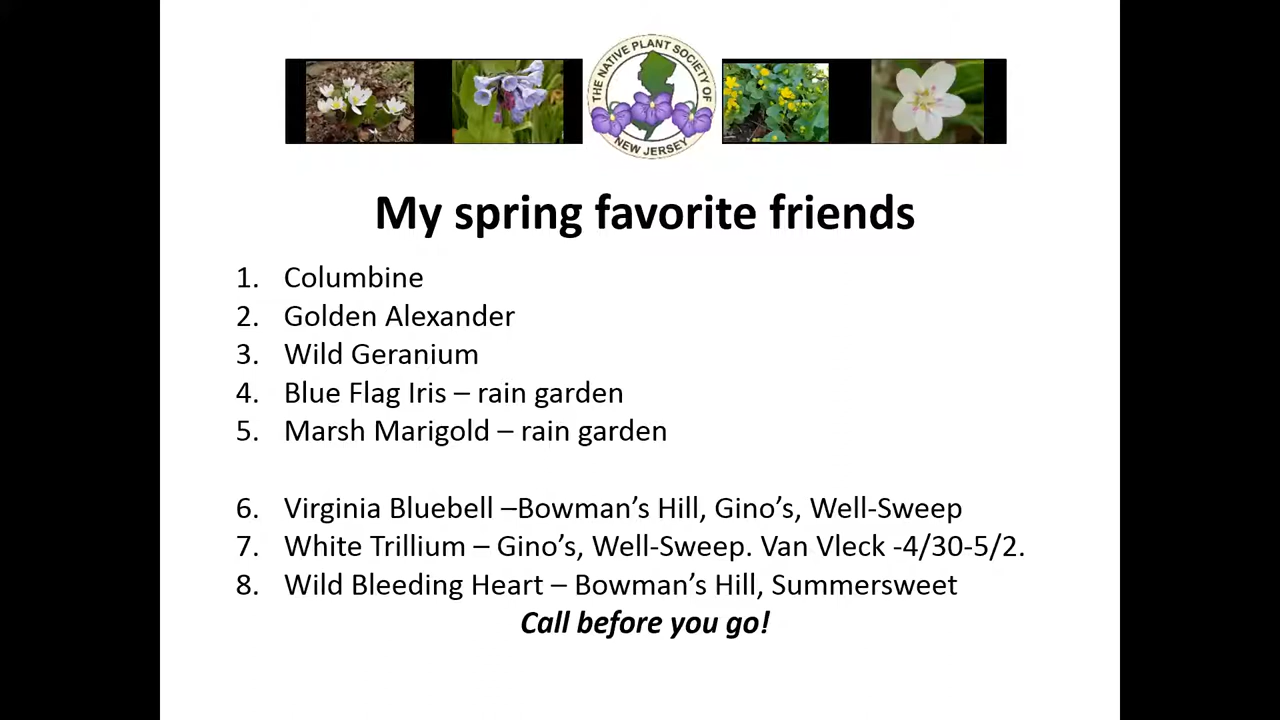 THE NATIVE PLANT SOCIETY OF
NEW JERSEY
My spring favorite friends
1. Columbine
2. Golden Alexander
3. Wild Geranium
4. Blue Flag Iris – rain garden
5. Marsh Marigold – rain garden
6. Virginia Bluebell –Bowman’s Hill, Gino’s, Well-Sweep
7. White Trillium – Gino’s, Well-Sweep. Van Vleck -4/30-5/2.
8. Wild Bleeding Heart – Bowman’s Hill, Summersweet
Call before you go!